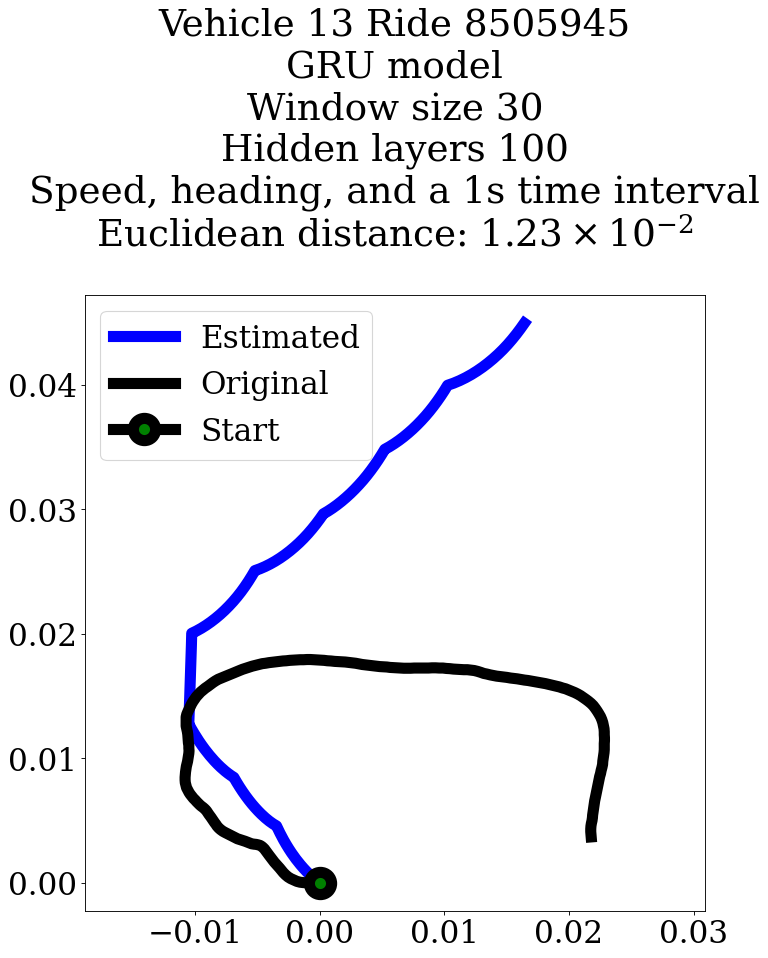 Vehicle 13 Ride 8505945
GRU model
Window size 30
Hidden layers 100
Speed, heading, and a 1s time interval
Euclidean distance: 1.23 × 10⁻²
Estimated
Original
Start
0.04
0.03
0.02
0.01
0.00
−0.01 0.00 0.01 0.02 0.03